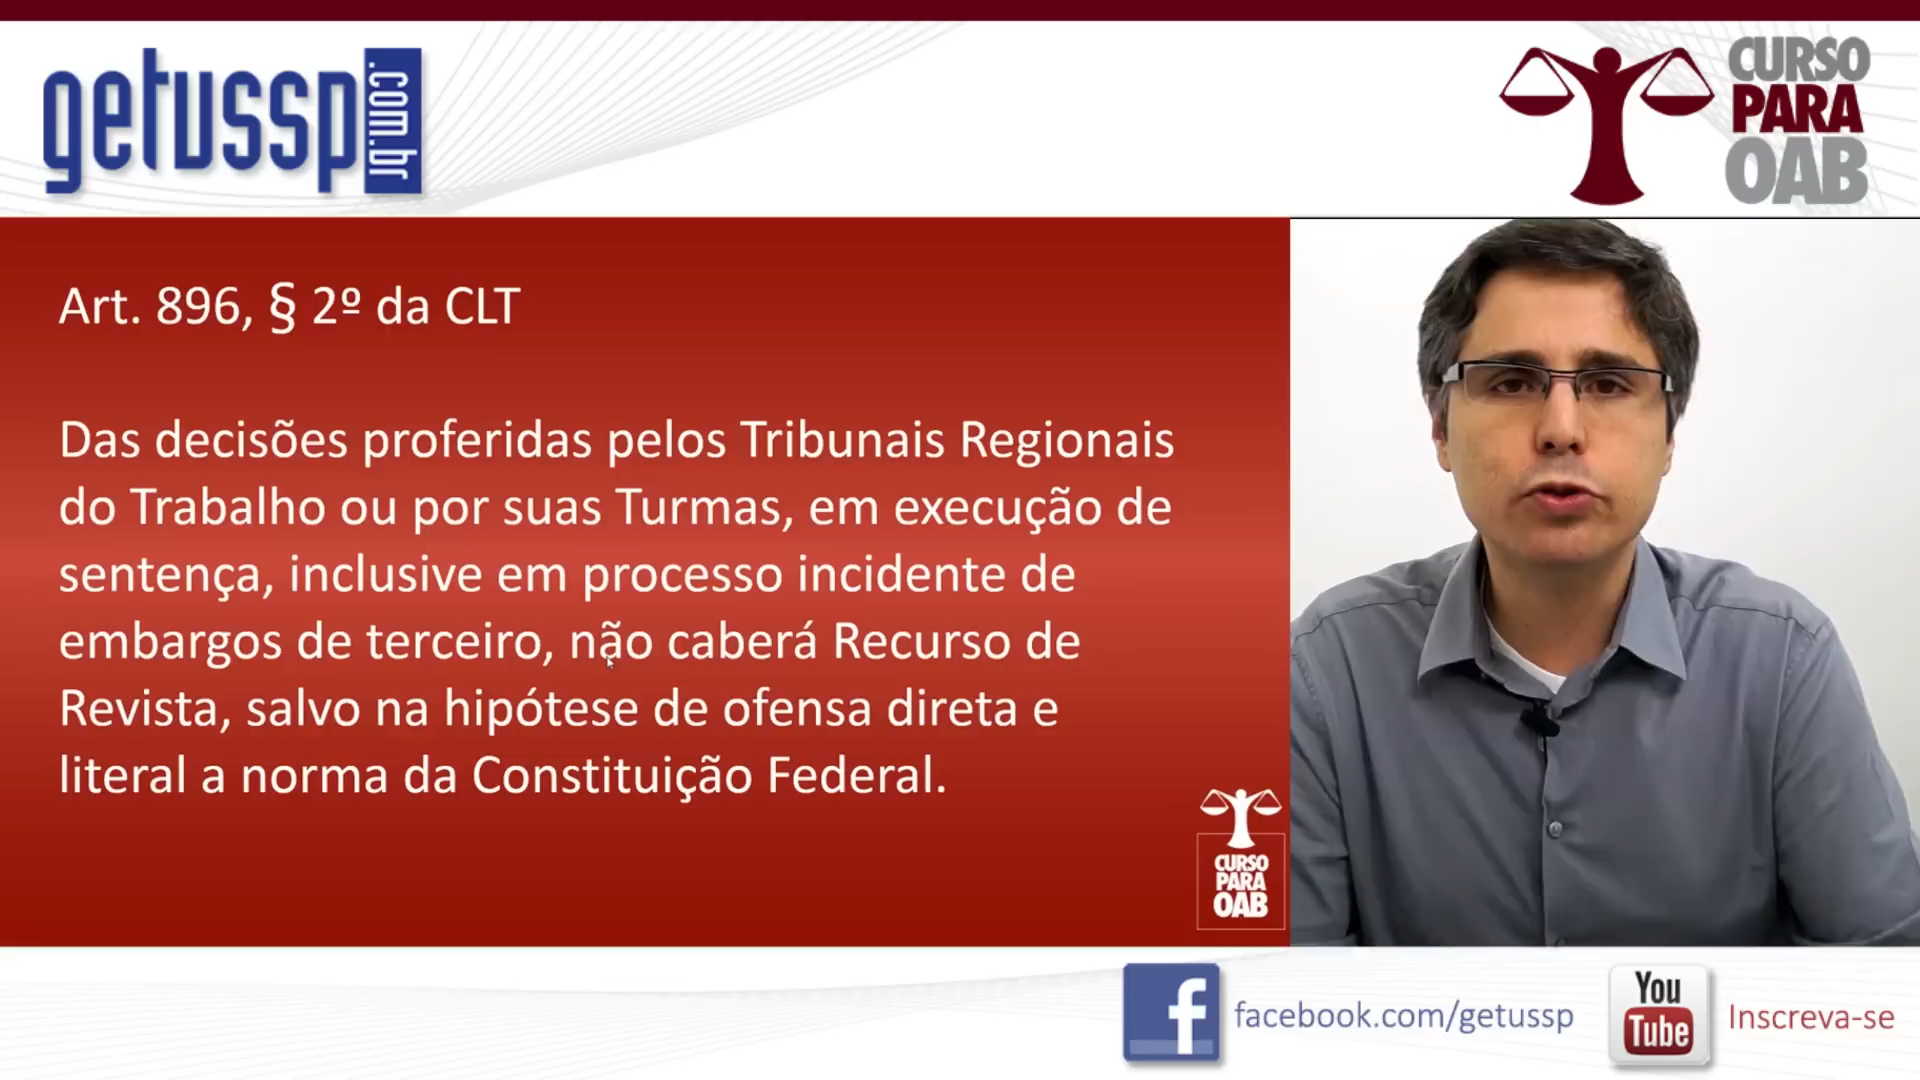 getussp.com.br
CURSO
PARA
OAB
Art. 896, § 2º da CLT
Das decisões proferidas pelos Tribunais Regionais
do Trabalho ou por suas Turmas, em execução de
sentença, inclusive em processo incidente de
embargos de terceiro, não caberá Recurso de
Revista, salvo na hipótese de ofensa direta e
literal a norma da Constituição Federal.
CURSO
PARA
OAB
f
facebook.com/getussp
You
Tube
Inscreva-se